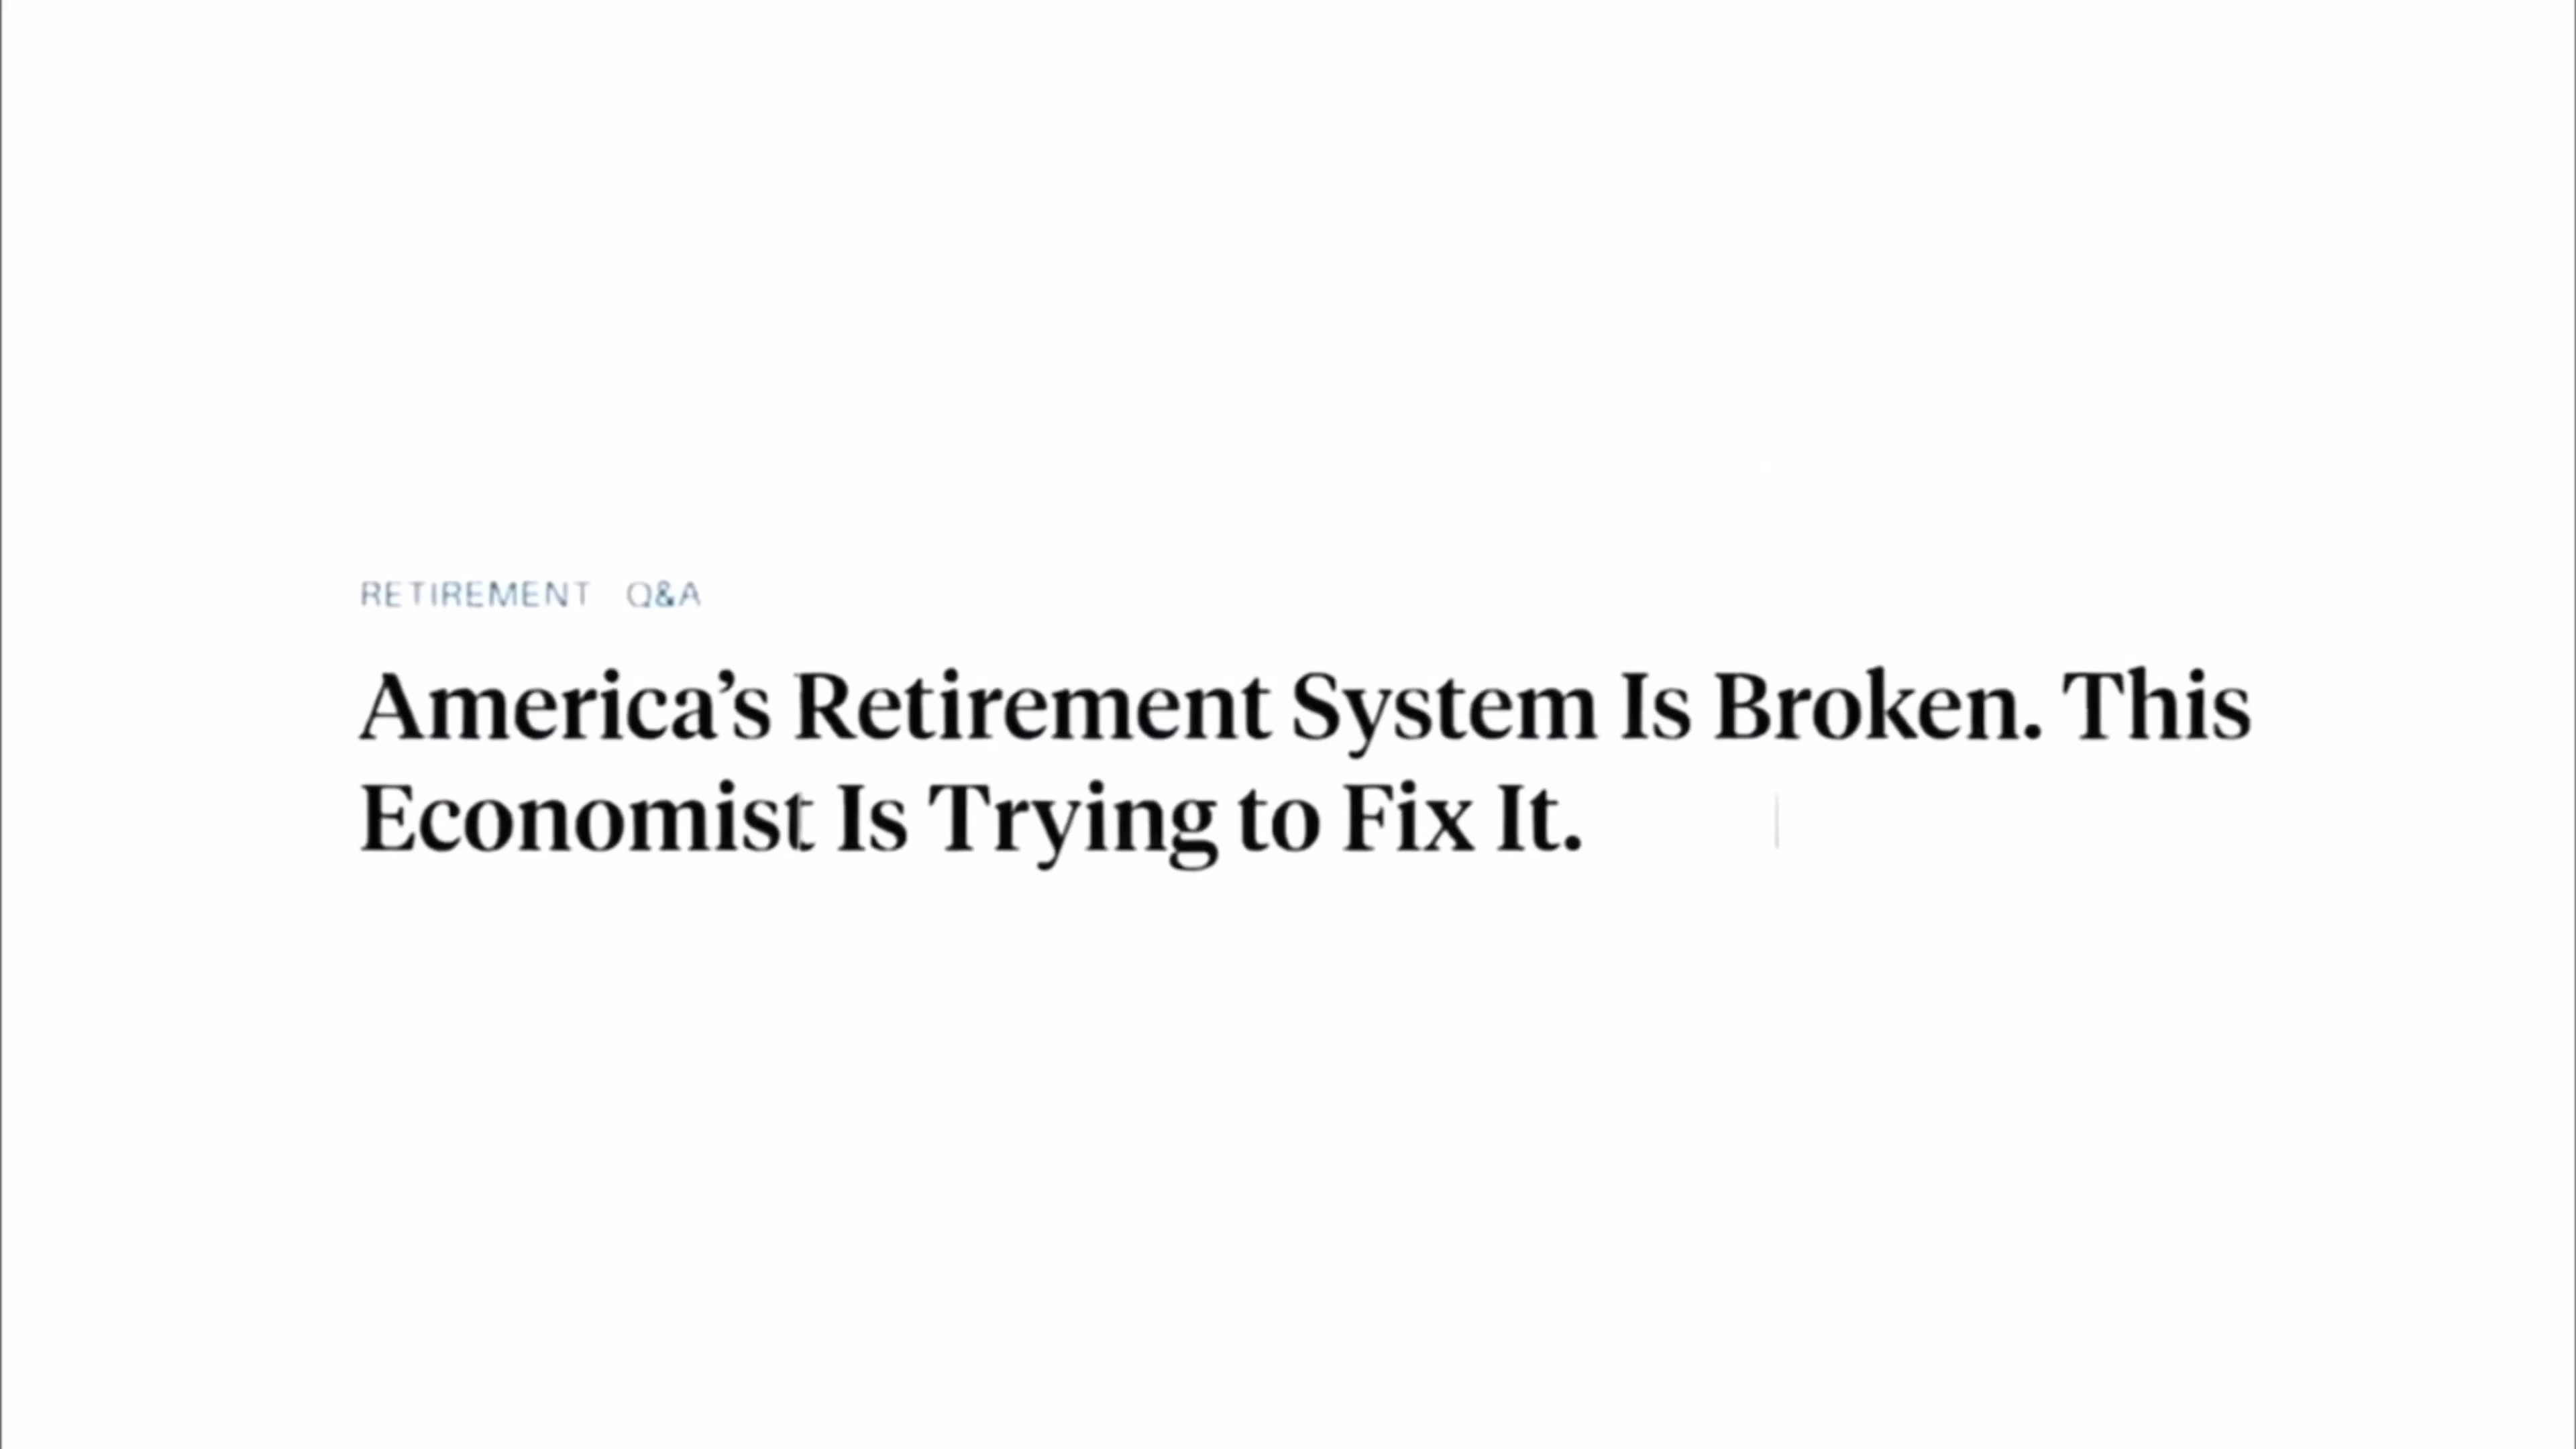 RETIREMENT Q&A
America’s Retirement System Is Broken. This
Economist Is Trying to Fix It.